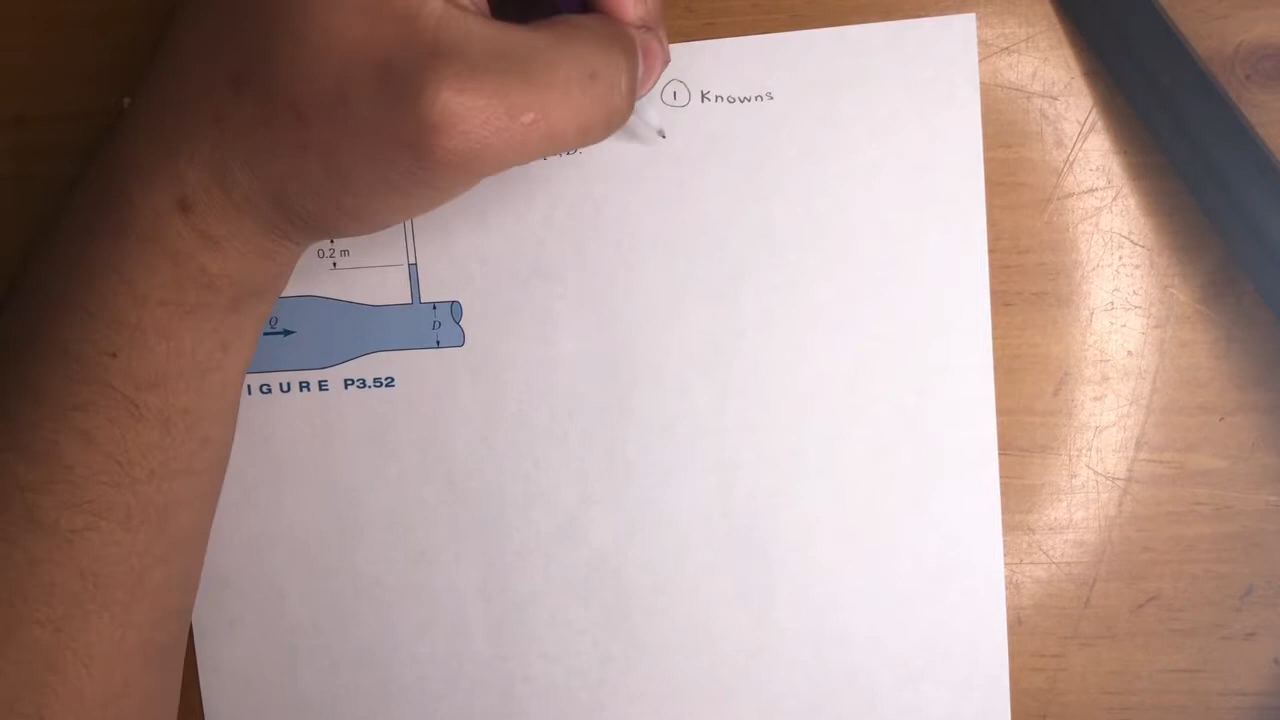 ① Knowns
D.
0.2 m
Q
D
IGURE P3.52